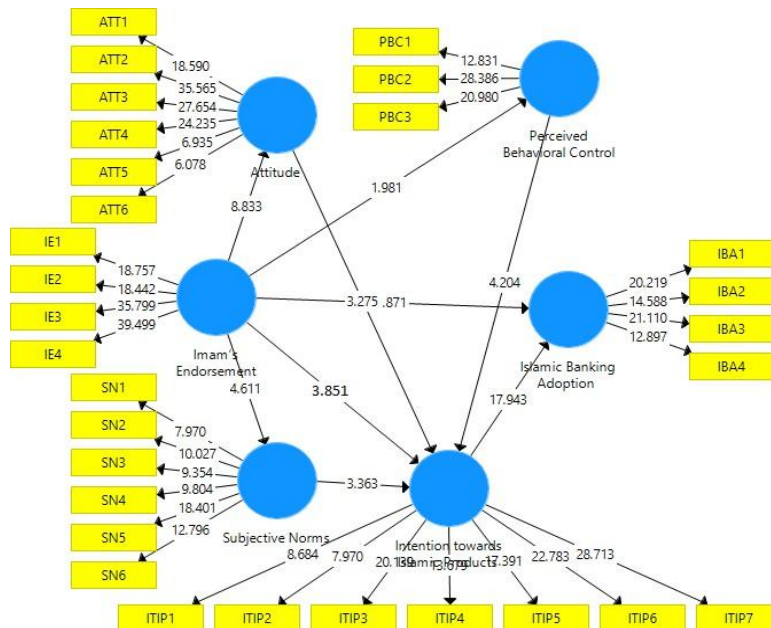 ATT1
ATT2
ATT3
ATT4
ATT5
ATT6
18.590
35.565
27.654
24.235
6.935
6.078
Attitude
8.833
PBC1
PBC2
PBC3
12.831
28.386
20.980
Perceived
Behavioral Control
1.981
IE1
IE2
IE3
IE4
18.757
18.442
35.799
39.499
Imam's
Endorsement
4.611
3.275
.871
4.204
3.851
IBA1
IBA2
IBA3
IBA4
20.219
14.588
21.110
12.897
Islamic Banking
Adoption
17.943
SN1
SN2
SN3
SN4
SN5
SN6
7.970
10.027
9.354
9.804
18.401
12.796
Subjective Norms
3.363
Intention towards
Islamic Products
8.684
7.970
20.139
17.391
22.783
28.713
ITIP1
ITIP2
ITIP3
ITIP4
ITIP5
ITIP6
ITIP7